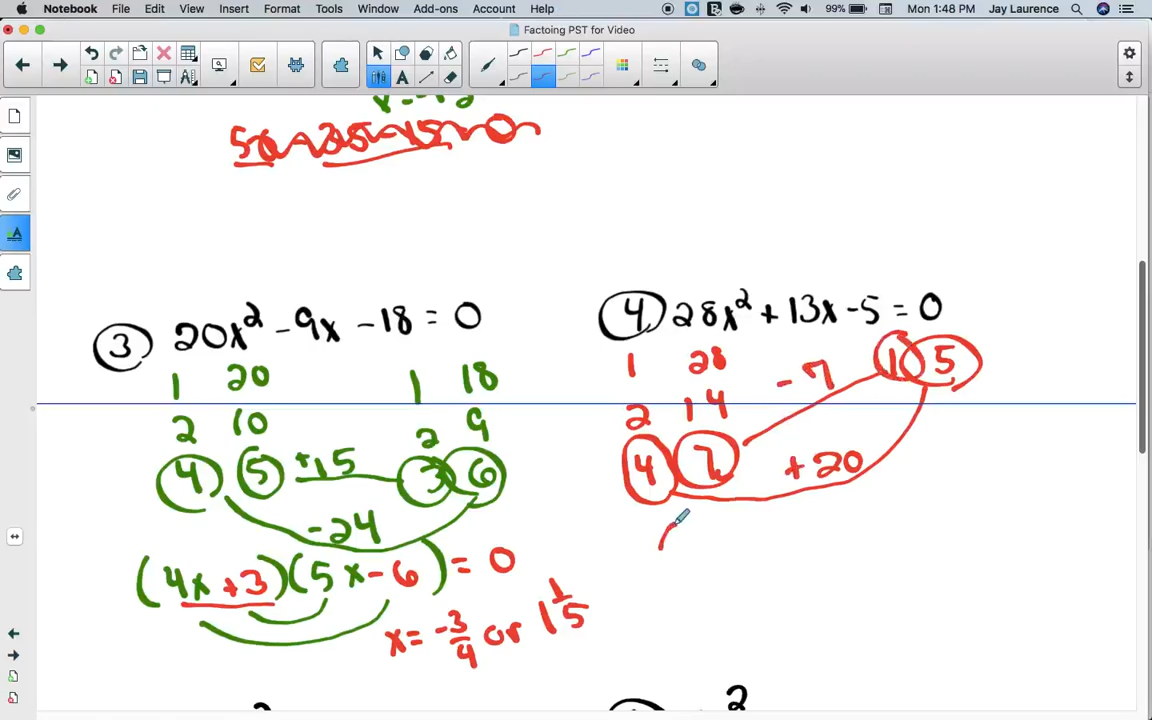 Notebook File Edit View Insert Format Tools Window Add-ons Account Help 99% Mon 1:48 PM Jay Laurence
Factoing PST for Video
③ 20x² - 9x - 18 = 0
1 20 1 18
2 10 2 9
4 5 +15 3 6
-24
(4x + 3)(5x - 6) = 0
x = -3/4 or 1 1/5
④ 28x² + 13x - 5 = 0
1 28 - 7 1 5
2 14
4 7 + 20